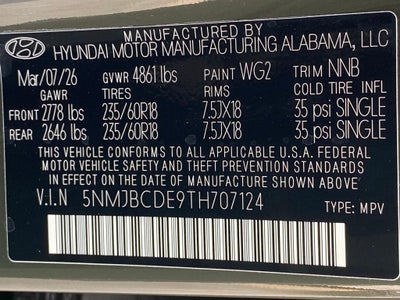 MANUFACTURED BY
HYUNDAI MOTOR MANUFACTURING ALABAMA, LLC
Mar/07/26 GVWR 4861 lbs PAINT WG2 TRIM NNB
GAWR TIRES RIMS COLD TIRE INFL
FRONT 2778 lbs 235/60R18 7.5JX18 35 psi SINGLE
REAR 2646 lbs 235/60R18 7.5JX18 35 psi SINGLE
THIS VEHICLE CONFORMS TO ALL APPLICABLE U.S.A. FEDERAL
MOTOR VEHICLE SAFETY AND THEFT PREVENTION STANDARDS
IN EFFECT ON THE DATE OF MANUFACTURE SHOWN ABOVE.
V.I.N 5NMJBCDE9TH707124
TYPE: MPV